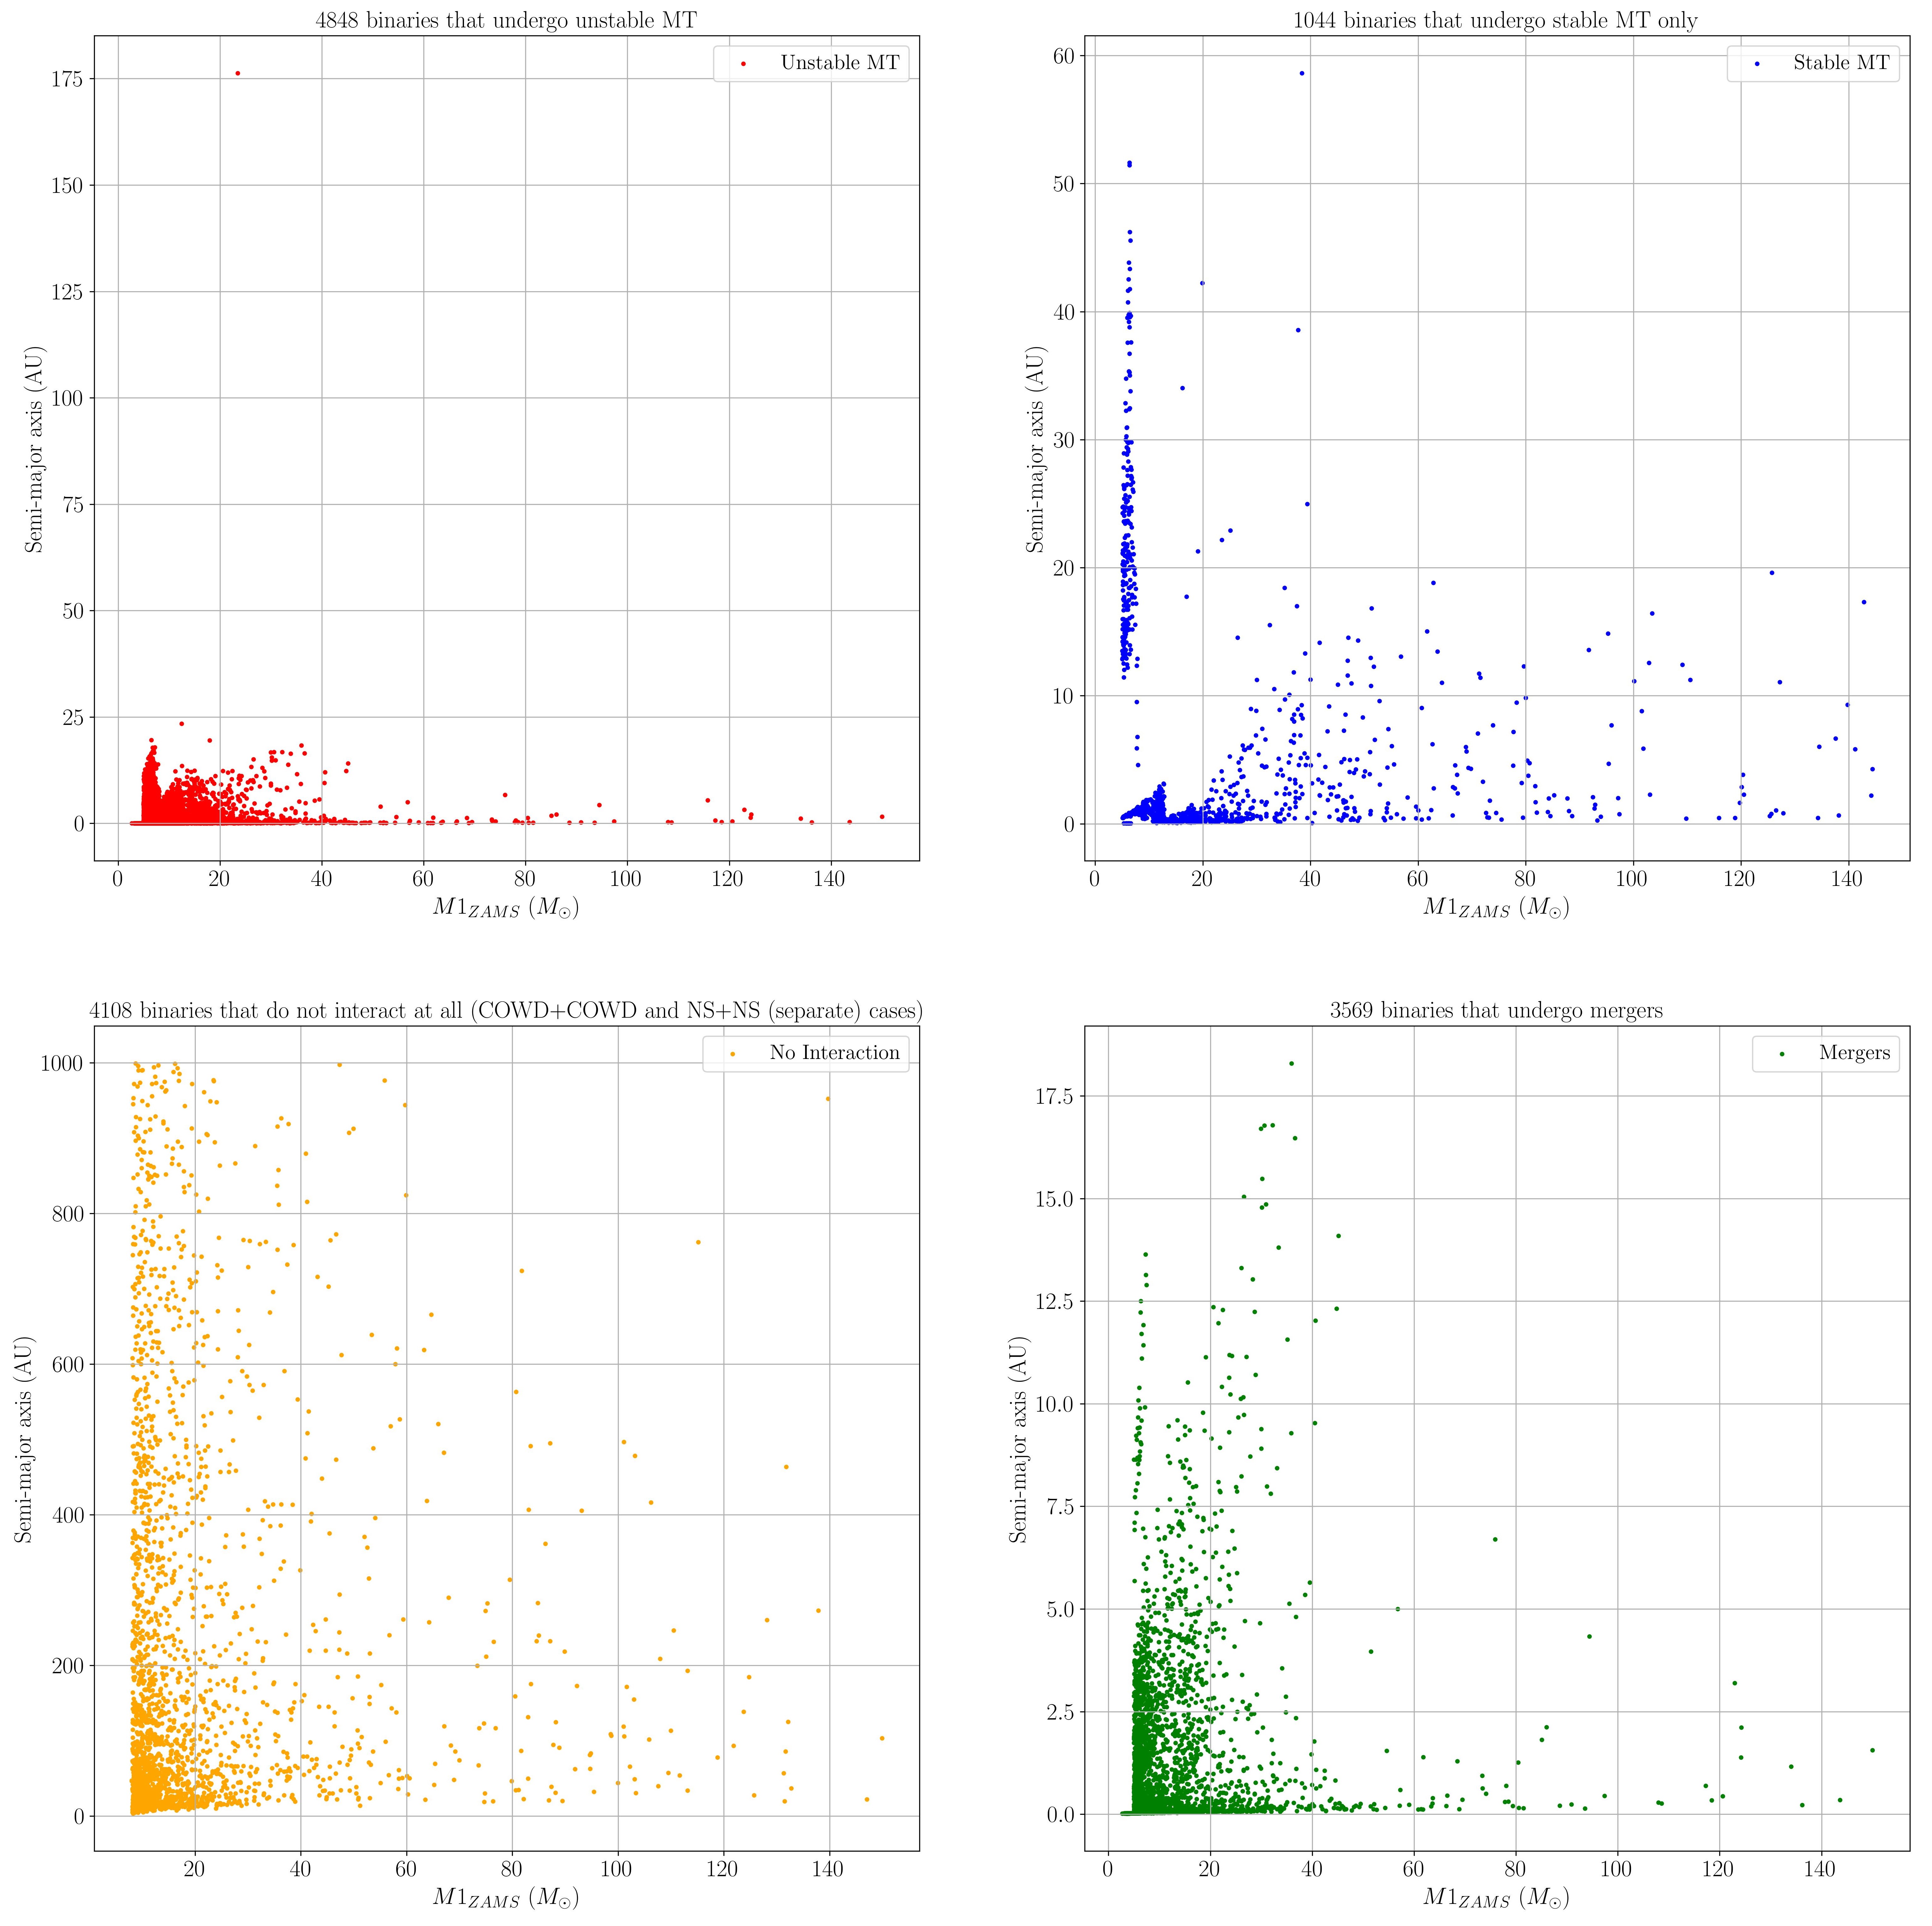 4848 binaries that undergo unstable MT
Unstable MT
175
150
125
100
75
50
25
0
Semi-major axis (AU)
0 20 40 60 80 100 120 140
M1_{ZAMS} (M_⊙)
1044 binaries that undergo stable MT only
Stable MT
60
50
40
30
20
10
0
Semi-major axis (AU)
0 20 40 60 80 100 120 140
M1_{ZAMS} (M_⊙)
4108 binaries that do not interact at all (COWD+COWD and NS+NS (separate) cases)
No Interaction
1000
800
600
400
200
0
Semi-major axis (AU)
20 40 60 80 100 120 140
M1_{ZAMS} (M_⊙)
3569 binaries that undergo mergers
Mergers
17.5
15.0
12.5
10.0
7.5
5.0
2.5
0.0
Semi-major axis (AU)
0 20 40 60 80 100 120 140
M1_{ZAMS} (M_⊙)